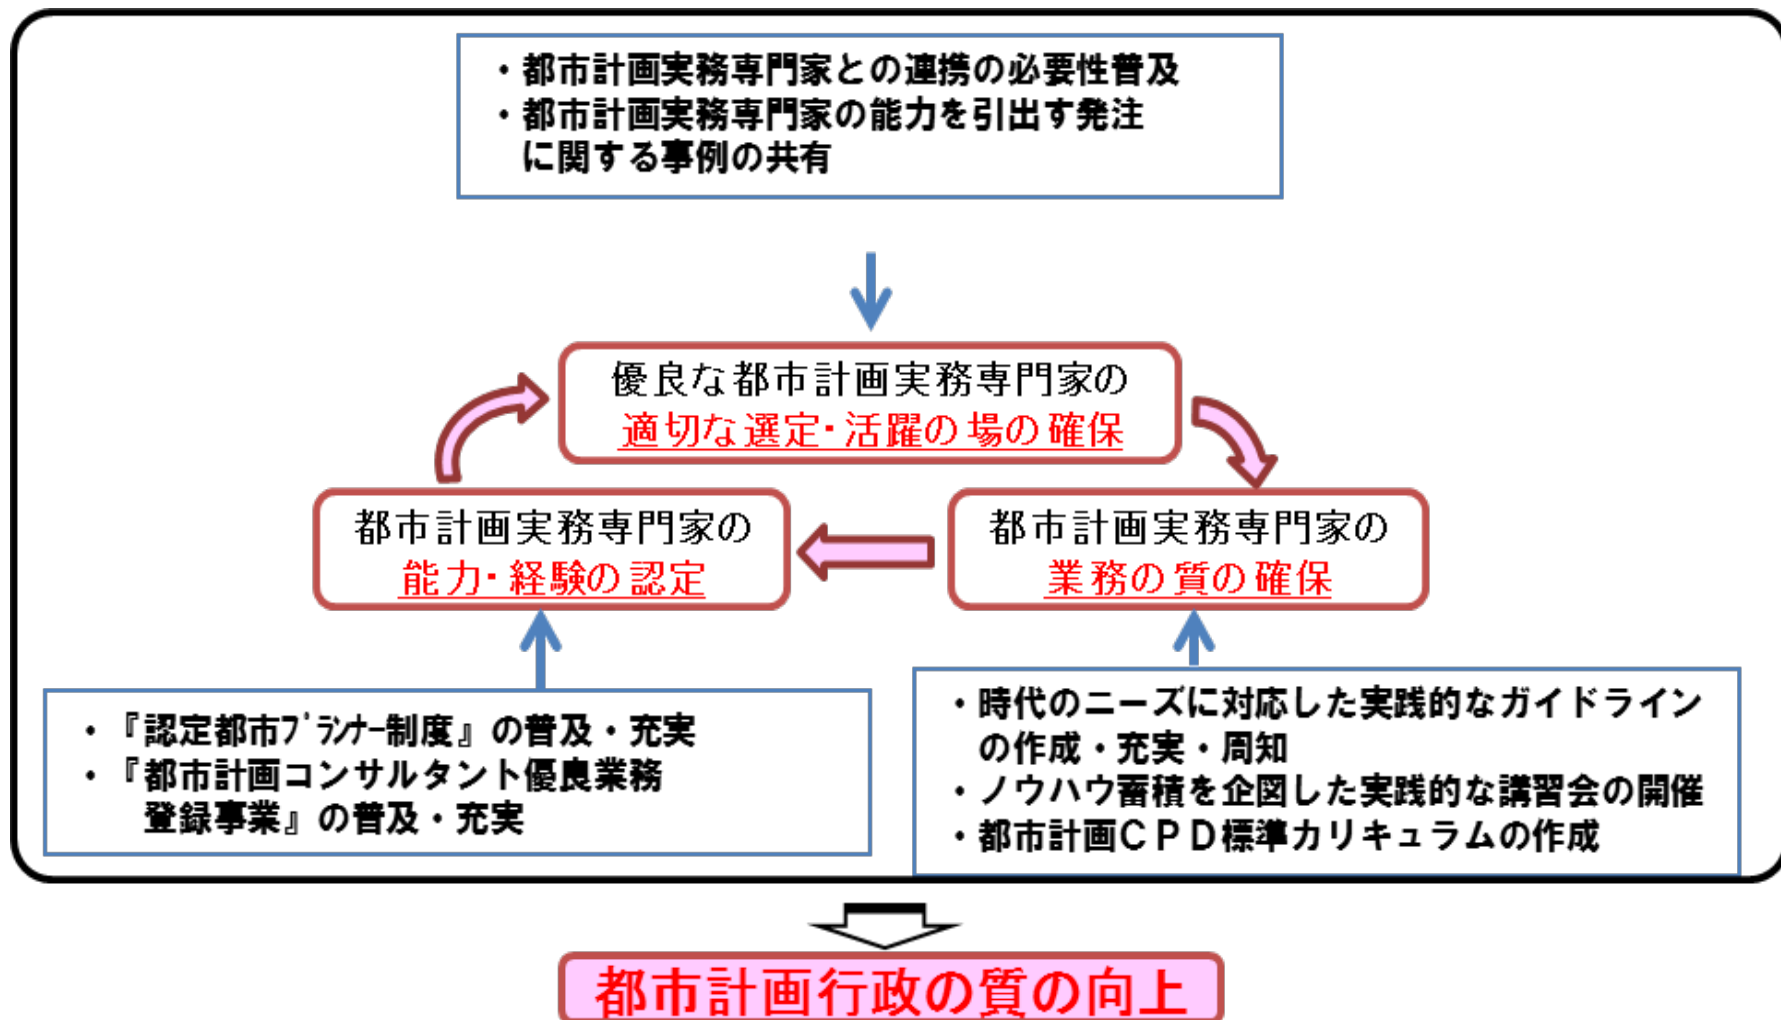 ・都市計画実務専門家との連携の必要性普及
・都市計画実務専門家の能力を引出す発注
に関する事例の共有
優良な都市計画実務専門家の
適切な選定・活躍の場の確保
都市計画実務専門家の
能力・経験の認定
都市計画実務専門家の
業務の質の確保
・『認定都市ﾌﾟﾗﾝﾅｰ制度』の普及・充実
・『都市計画コンサルタント優良業務
登録事業』の普及・充実
・時代のニーズに対応した実践的なガイドライン
の作成・充実・周知
・ノウハウ蓄積を企図した実践的な講習会の開催
・都市計画ＣＰＤ標準カリキュラムの作成
都市計画行政の質の向上